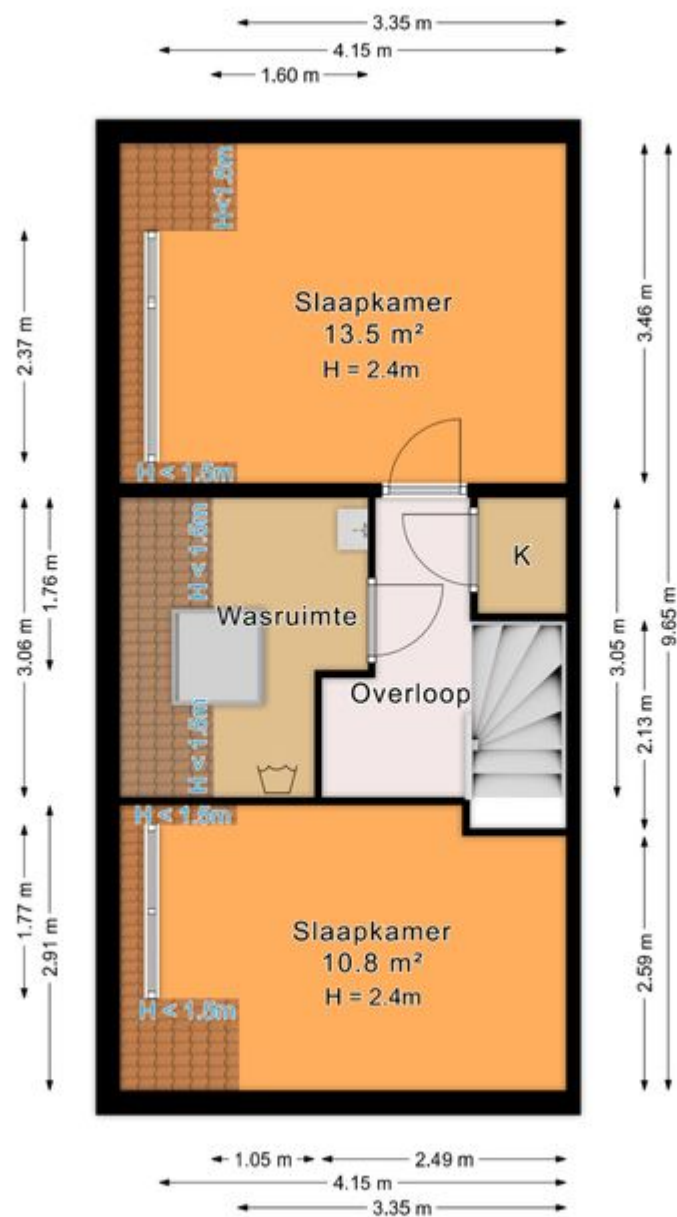 3.35 m
4.15 m
1.60 m
H<1.5m
Slaapkamer
13.5 m²
H = 2.4m
2.37 m
3.46 m
H < 1.5m
H < 1.5m
K
1.76 m
Wasruimte
3.06 m
3.05 m
9.65 m
Overloop
2.13 m
H < 1.5m
H < 1.5m
Slaapkamer
10.8 m²
H = 2.4m
1.77 m
2.91 m
2.59 m
H < 1.5m
1.05 m
2.49 m
4.15 m
3.35 m